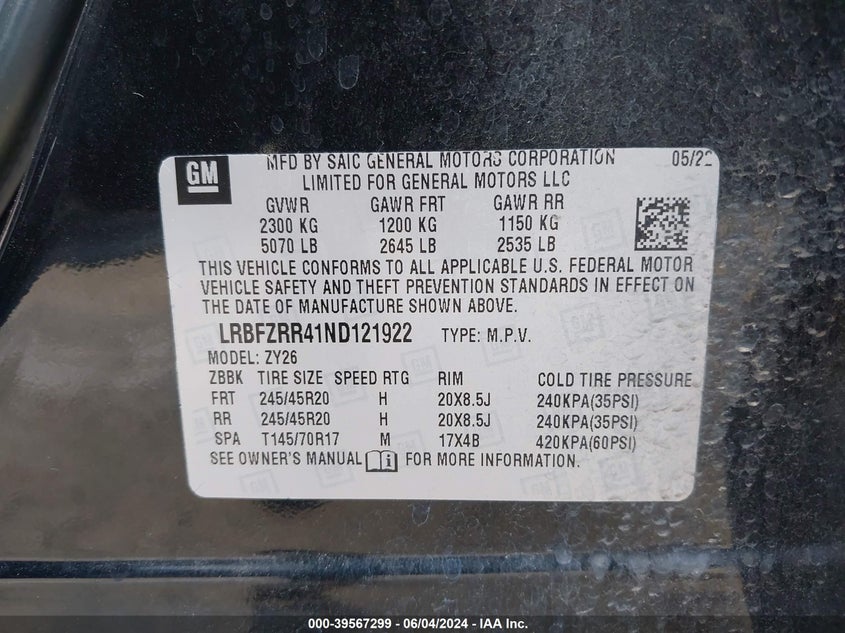 GM
MFD BY SAIC GENERAL MOTORS CORPORATION 05/22
LIMITED FOR GENERAL MOTORS LLC
GVWR GAWR FRT GAWR RR
2300 KG 1200 KG 1150 KG
5070 LB 2645 LB 2535 LB
THIS VEHICLE CONFORMS TO ALL APPLICABLE U.S. FEDERAL MOTOR
VEHICLE SAFETY AND THEFT PREVENTION STANDARDS IN EFFECT ON
THE DATE OF MANUFACTURE SHOWN ABOVE.
LRBFZRR41ND121922 TYPE: M.P.V.
MODEL: ZY26
ZBBK TIRE SIZE SPEED RTG RIM COLD TIRE PRESSURE
FRT 245/45R20 H 20X8.5J 240KPA(35PSI)
RR 245/45R20 H 20X8.5J 240KPA(35PSI)
SPA T145/70R17 M 17X4B 420KPA(60PSI)
SEE OWNER'S MANUAL FOR MORE INFORMATION.
000-39567299 - 06/04/2024 - IAA Inc.